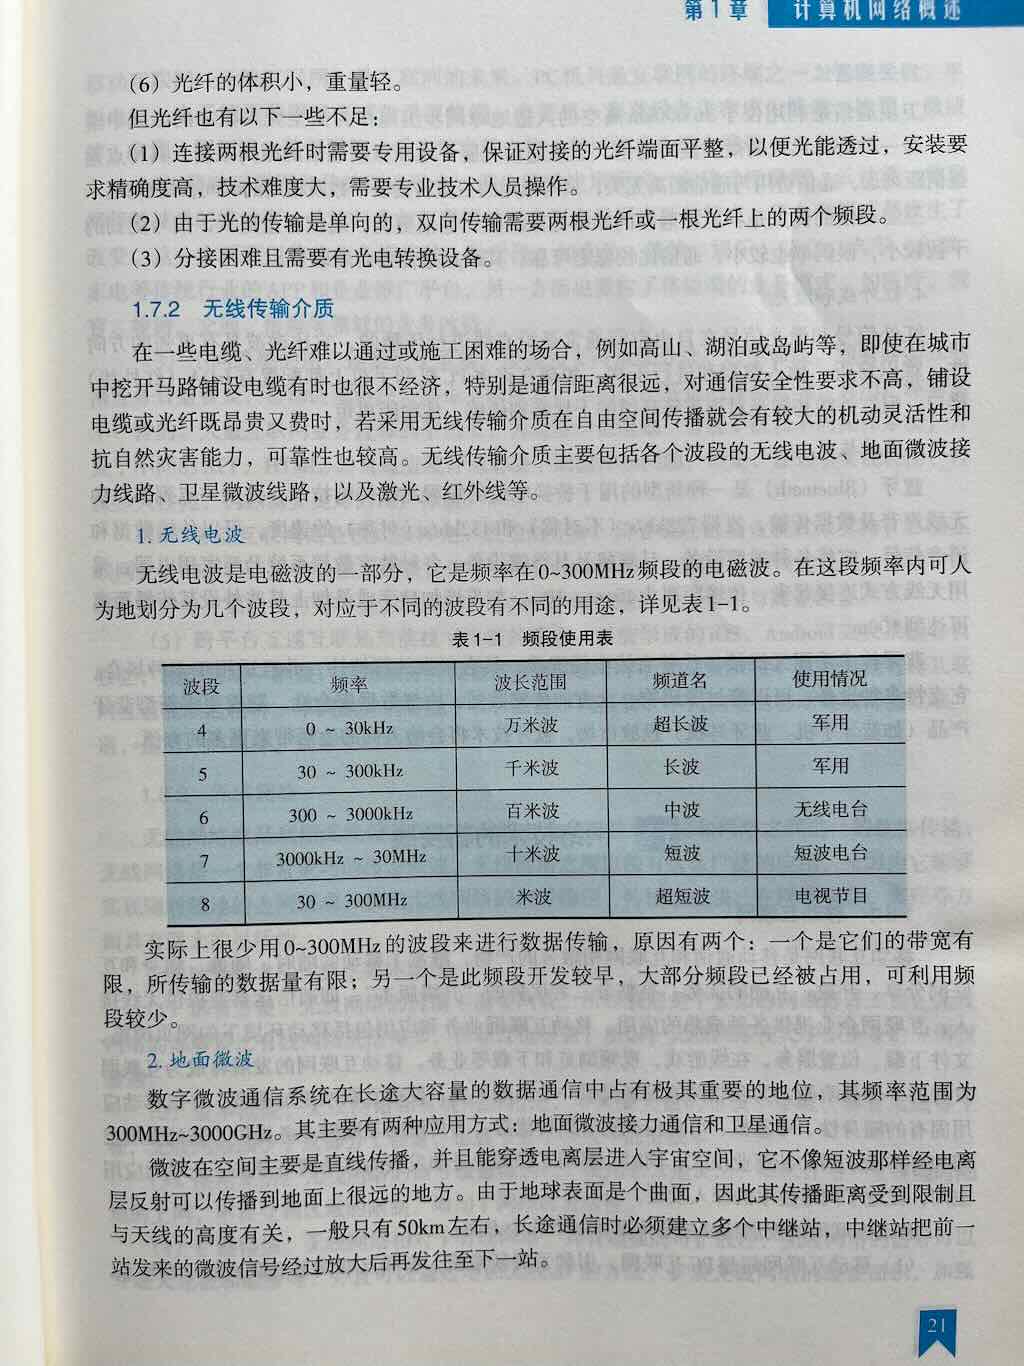 第1章 计算机网络概述
（6）光纤的体积小，重量轻。
但光纤也有以下一些不足：
（1）连接两根光纤时需要专用设备，保证对接的光纤端面平整，以便光能透过，安装要
求精确度高，技术难度大，需要专业技术人员操作。
（2）由于光的传输是单向的，双向传输需要两根光纤或一根光纤上的两个频段。
（3）分接困难且需要有光电转换设备。
1.7.2 无线传输介质
在一些电缆、光纤难以通过或施工困难的场合，例如高山、湖泊或岛屿等，即使在城市
中挖开马路铺设电缆有时也很不经济，特别是通信距离很远，对通信安全性要求不高，铺设
电缆或光纤既昂贵又费时，若采用无线传输介质在自由空间传播就会有较大的机动灵活性和
抗自然灾害能力，可靠性也较高。无线传输介质主要包括各个波段的无线电波、地面微波接
力线路、卫星微波线路，以及激光、红外线等。
1. 无线电波
无线电波是电磁波的一部分，它是频率在0~300MHz频段的电磁波。在这段频率内可人
为地划分为几个波段，对应于不同的波段有不同的用途，详见表1-1。
表1-1 频段使用表
波段 频率 波长范围 频道名 使用情况
4 0 ~ 30kHz 万米波 超长波 军用
5 30 ~ 300kHz 千米波 长波 军用
6 300 ~ 3000kHz 百米波 中波 无线电台
7 3000kHz ~ 30MHz 十米波 短波 短波电台
8 30 ~ 300MHz 米波 超短波 电视节目
实际上很少用0~300MHz的波段来进行数据传输，原因有两个：一个是它们的带宽有
限，所传输的数据量有限；另一个是此频段开发较早，大部分频段已经被占用，可利用频
段较少。
2. 地面微波
数字微波通信系统在长途大容量的数据通信中占有极其重要的地位，其频率范围为
300MHz~3000GHz。其主要有两种应用方式：地面微波接力通信和卫星通信。
微波在空间主要是直线传播，并且能穿透电离层进入宇宙空间，它不像短波那样经电离
层反射可以传播到地面上很远的地方。由于地球表面是个曲面，因此其传播距离受到限制且
与天线的高度有关，一般只有50km左右，长途通信时必须建立多个中继站，中继站把前一
站发来的微波信号经过放大后再发往至下一站。
21